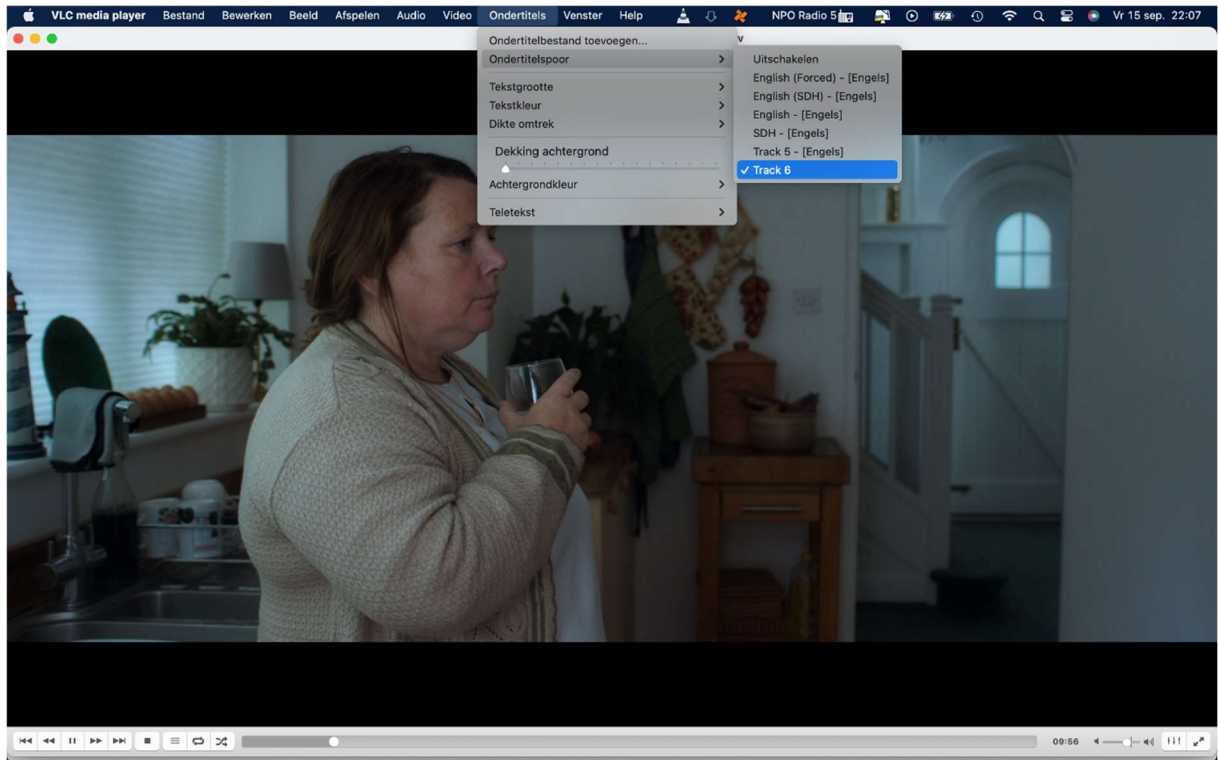 VLC media player Bestand Bewerken Beeld Afspelen Audio Video Ondertitels Venster Help NPO Radio 5 Vr 15 sep. 22:07
v
Ondertitelbestand toevoegen...
Ondertitelspoor
Tekstgrootte
Tekstkleur
Dikte omtrek
Dekking achtergrond
Achtergrondkleur
Teletekst
Uitschakelen
English (Forced) - [Engels]
English (SDH) - [Engels]
English - [Engels]
SDH - [Engels]
Track 5 - [Engels]
✓ Track 6
09:56